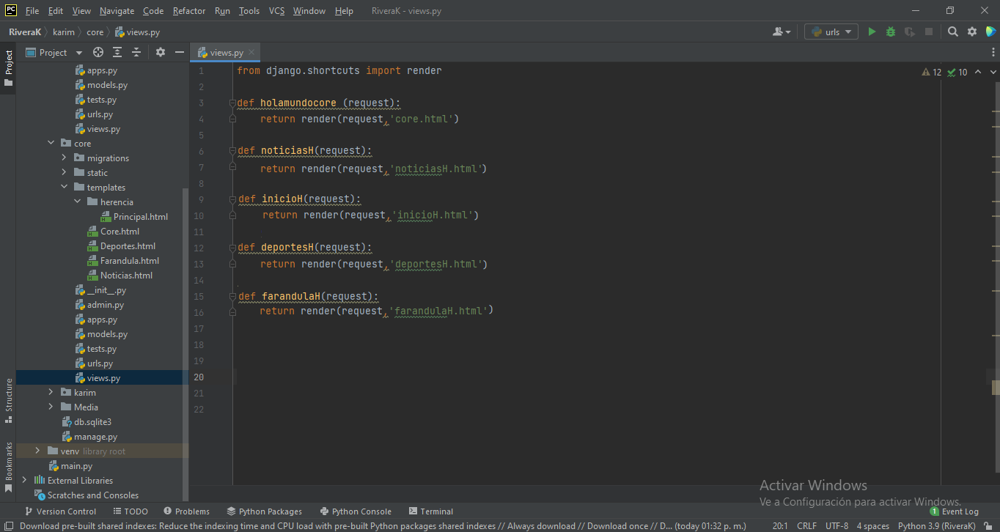 PC File Edit View Navigate Code Refactor Run Tools VCS Window Help RiveraK - views.py
RiveraK karim core views.py urls
Project Project views.py
apps.py
models.py
tests.py
urls.py
views.py
core
migrations
static
templates
herencia
Principal.html
Core.html
Deportes.html
Farandula.html
Noticias.html
__init__.py
admin.py
apps.py
models.py
tests.py
urls.py
views.py
karim
Media
db.sqlite3
manage.py
venv library root
main.py
External Libraries
Scratches and Consoles
Structure
Bookmarks
12 10
1 from django.shortcuts import render
2
3 def holamundocore (request):
4 return render(request,'core.html')
5
6 def noticiasH(request):
7 return render(request,'noticiasH.html')
8
9 def inicioH(request):
10 return render(request,'inicioH.html')
11
12 def deportesH(request):
13 return render(request,'deportesH.html')
14
15 def farandulaH(request):
16 return render(request,'farandulaH.html')
17
18
19
20
21
22
Activar Windows
Ve a Configuración para activar Windows.
Version Control TODO Problems Python Packages Python Console Terminal 1 Event Log
Download pre-built shared indexes: Reduce the indexing time and CPU load with pre-built Python packages shared indexes // Always download // Download once // D... (today 01:32 p. m.) 20:1 CRLF UTF-8 4 spaces Python 3.9 (RiveraK)